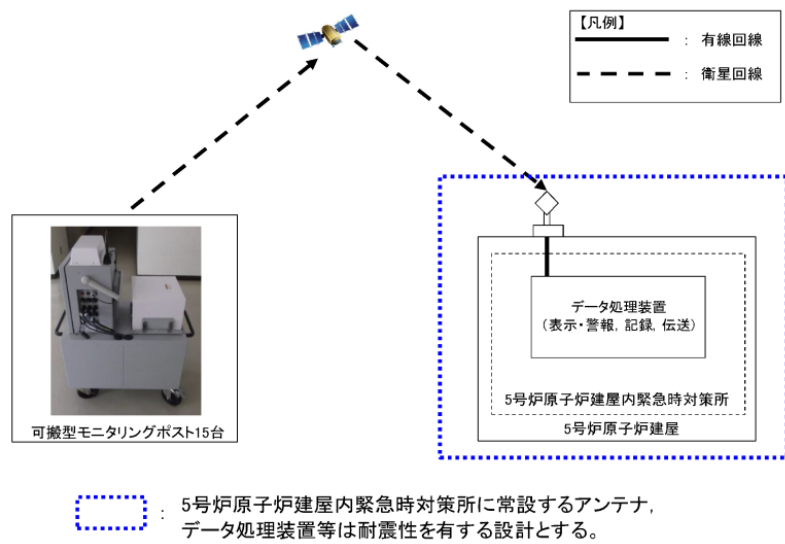 【凡例】
： 有線回線
： 衛星回線
データ処理装置
（表示・警報，記録，伝送）
5号炉原子炉建屋内緊急時対策所
5号炉原子炉建屋
可搬型モニタリングポスト15台
： 5号炉原子炉建屋内緊急時対策所に常設するアンテナ，
データ処理装置等は耐震性を有する設計とする。